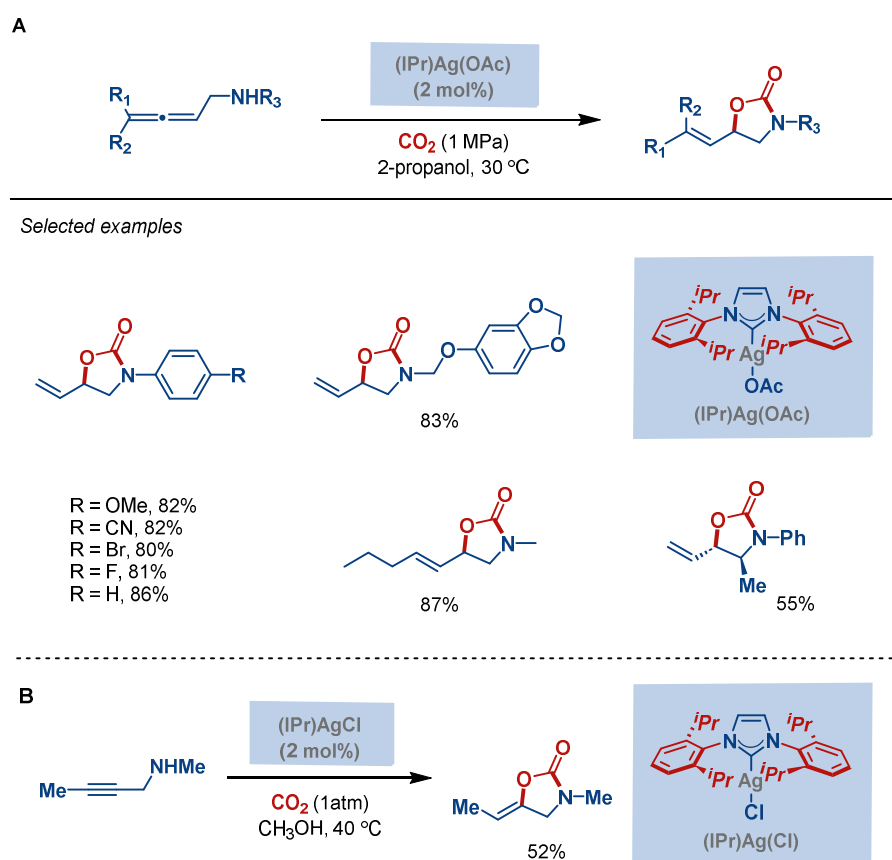 A
(IPr)Ag(OAc)
(2 mol%)
CO₂ (1 MPa)
2-propanol, 30 ºC
R₁
R₂
NHR₃
R₂
R₁
O
O
N
R₃
Selected examples
O
O
N
R
R = OMe, 82%
R = CN, 82%
R = Br, 80%
R = F, 81%
R = H, 86%
O
O
N
O
O
O
83%
ⁱPr
ⁱPr
N
N
ⁱPr
ⁱPr
Ag
OAc
(IPr)Ag(OAc)
O
O
N
87%
O
O
N
Ph
Me
55%
B
Me
NHMe
(IPr)AgCl
(2 mol%)
CO₂ (1atm)
CH₃OH, 40 ºC
O
O
N
Me
Me
52%
ⁱPr
ⁱPr
N
N
ⁱPr
ⁱPr
Ag
Cl
(IPr)Ag(Cl)